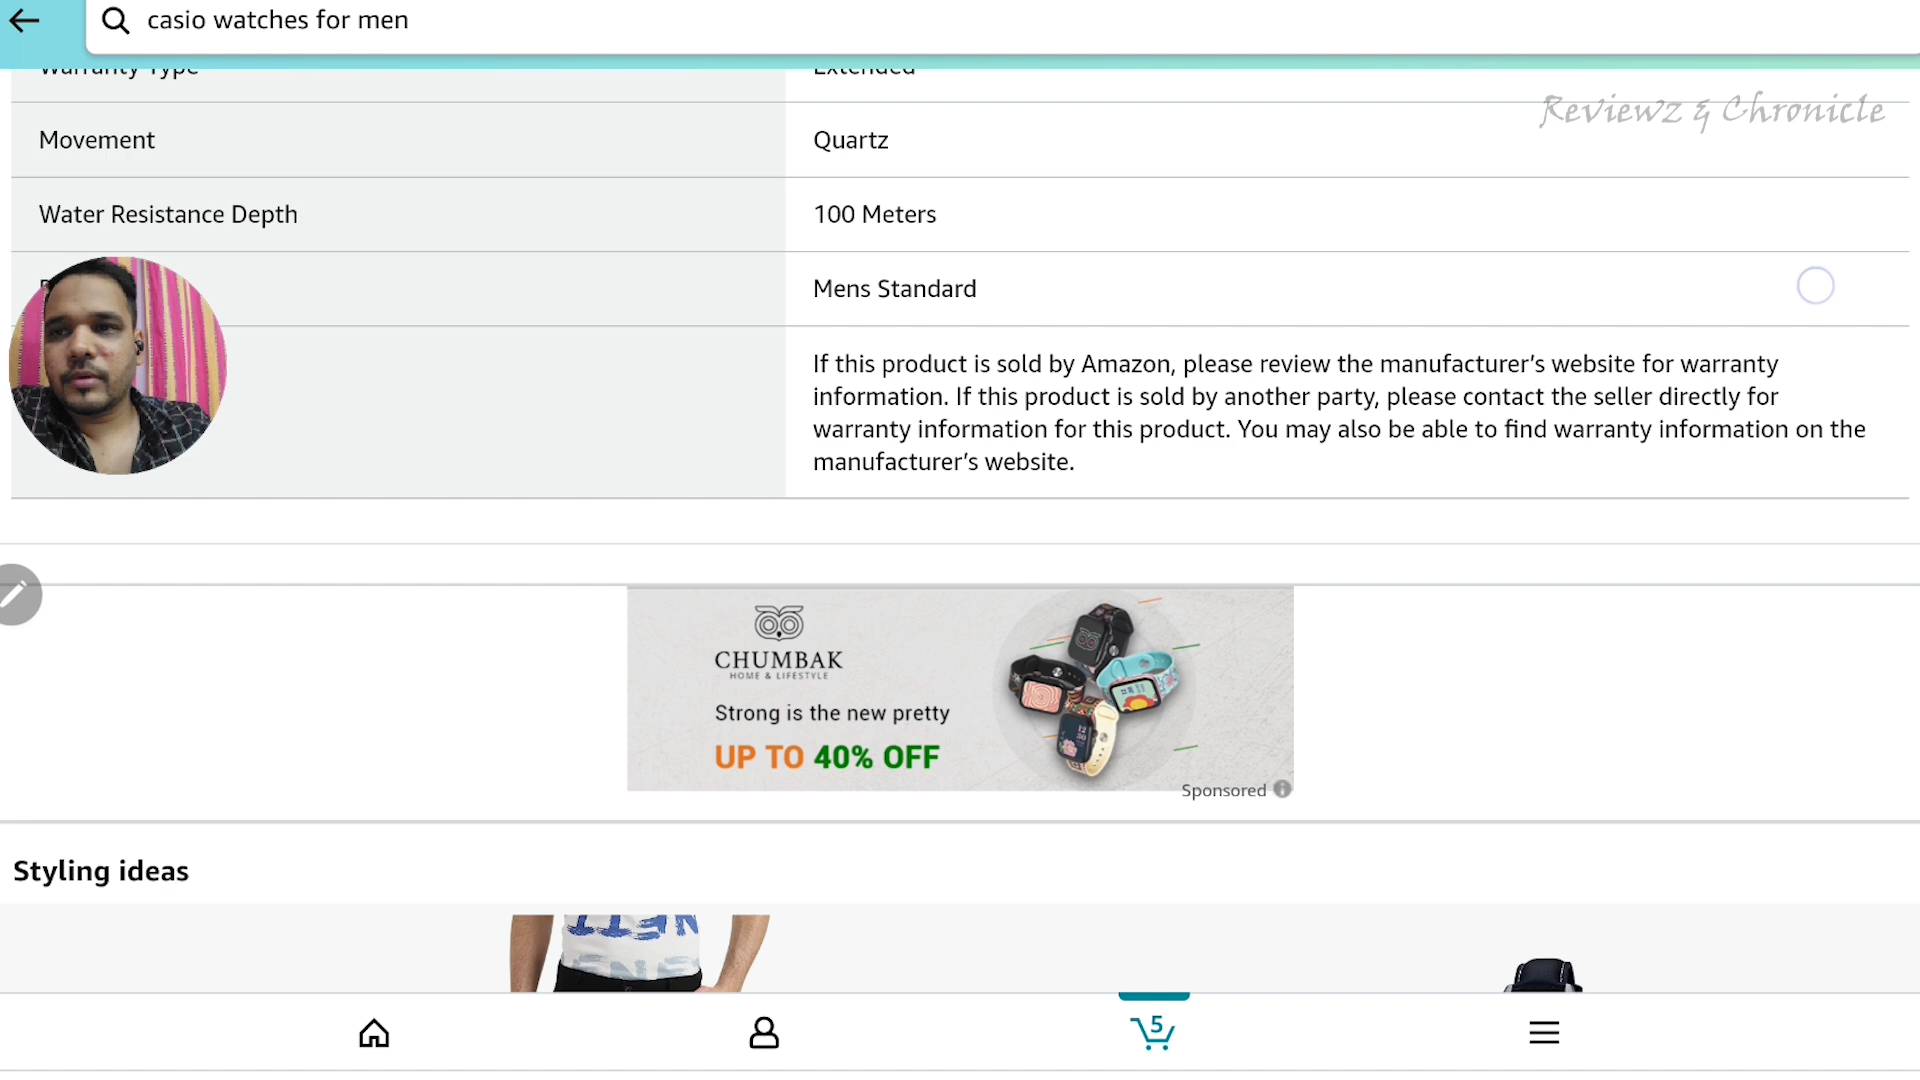 casio watches for men
Warranty Type
Extended
Reviewz & Chronicle
Movement
Quartz
Water Resistance Depth
100 Meters
Mens Standard
If this product is sold by Amazon, please review the manufacturer’s website for warranty
information. If this product is sold by another party, please contact the seller directly for
warranty information for this product. You may also be able to find warranty information on the
manufacturer’s website.
CHUMBAK
HOME & LIFESTYLE
Strong is the new pretty
UP TO 40% OFF
Sponsored
Styling ideas
5